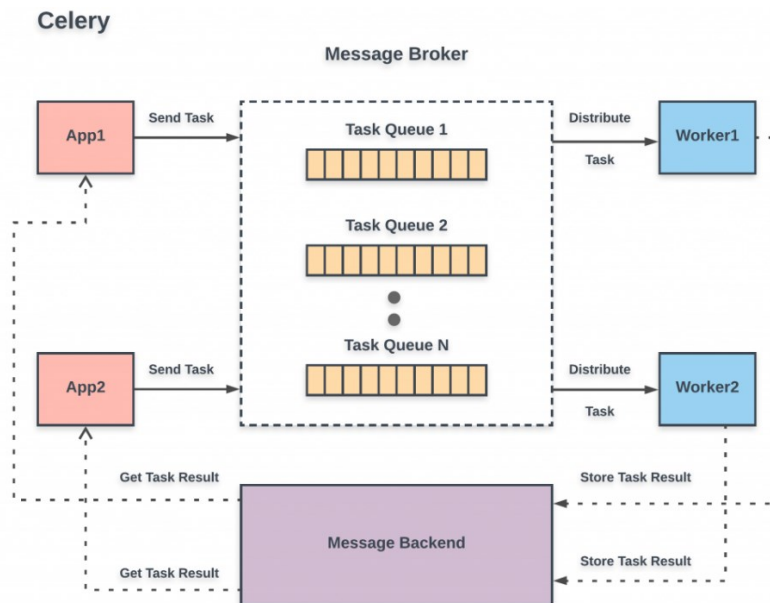 Celery
Message Broker
App1
Send Task
Task Queue 1
Distribute
Task
Worker1
Task Queue 2
Task Queue N
App2
Send Task
Distribute
Task
Worker2
Get Task Result
Store Task Result
Message Backend
Get Task Result
Store Task Result